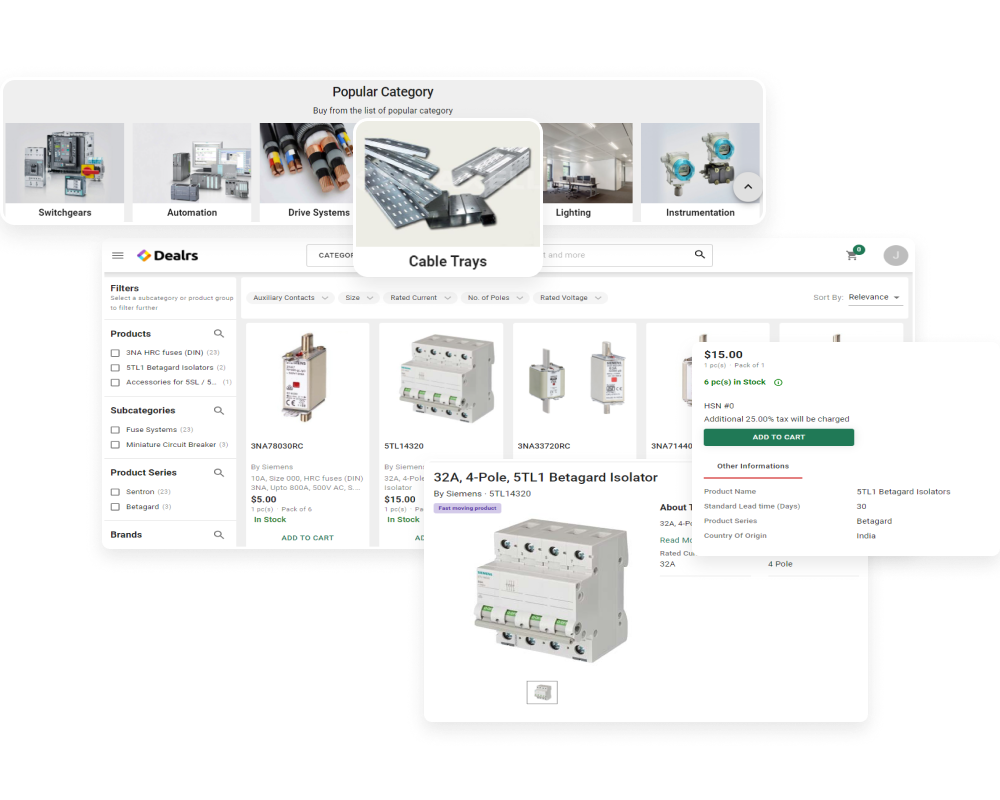 Popular Category
Buy from the list of popular category
Switchgears
Automation
Drive Systems
Cable Trays
Lighting
Instrumentation
Dealrs
t and more
0
J
Filters
Select a subcategory or product group
to filter further
Products
3NA HRC fuses (DIN) (23)
5TL1 Betagard Isolators (2)
Accessories for 5SL / 5... (1)
Subcategories
Fuse Systems (23)
Miniature Circuit Breaker (3)
Product Series
Sentron (23)
Betagard (3)
Brands
Auxiliary Contacts
Size
Rated Current
No. of Poles
Rated Voltage
Sort By: Relevance
3NA78030RC
By Siemens
10A, Size 000, HRC fuses (DIN)
3NA, Upto 800A, 500V AC, S...
$5.00
1 pc(s) Pack of 6
In Stock
ADD TO CART
5TL14320
By Siemens
32A, 4-Pole
Isolator
$15.00
1 pc(s)
In Stock
3NA33720RC
3NA71440
32A, 4-Pole, 5TL1 Betagard Isolator
By Siemens · 5TL14320
Fast moving product
About
32A, 4-Po
Read Mo
Rated Cu
32A
4 Pole
$15.00
1 pc(s) Pack of 1
6 pc(s) in Stock
HSN #0
Additional 25.00% tax will be charged
ADD TO CART
Other Informations
Product Name 5TL1 Betagard Isolators
Standard Lead time (Days) 30
Product Series Betagard
Country Of Origin India